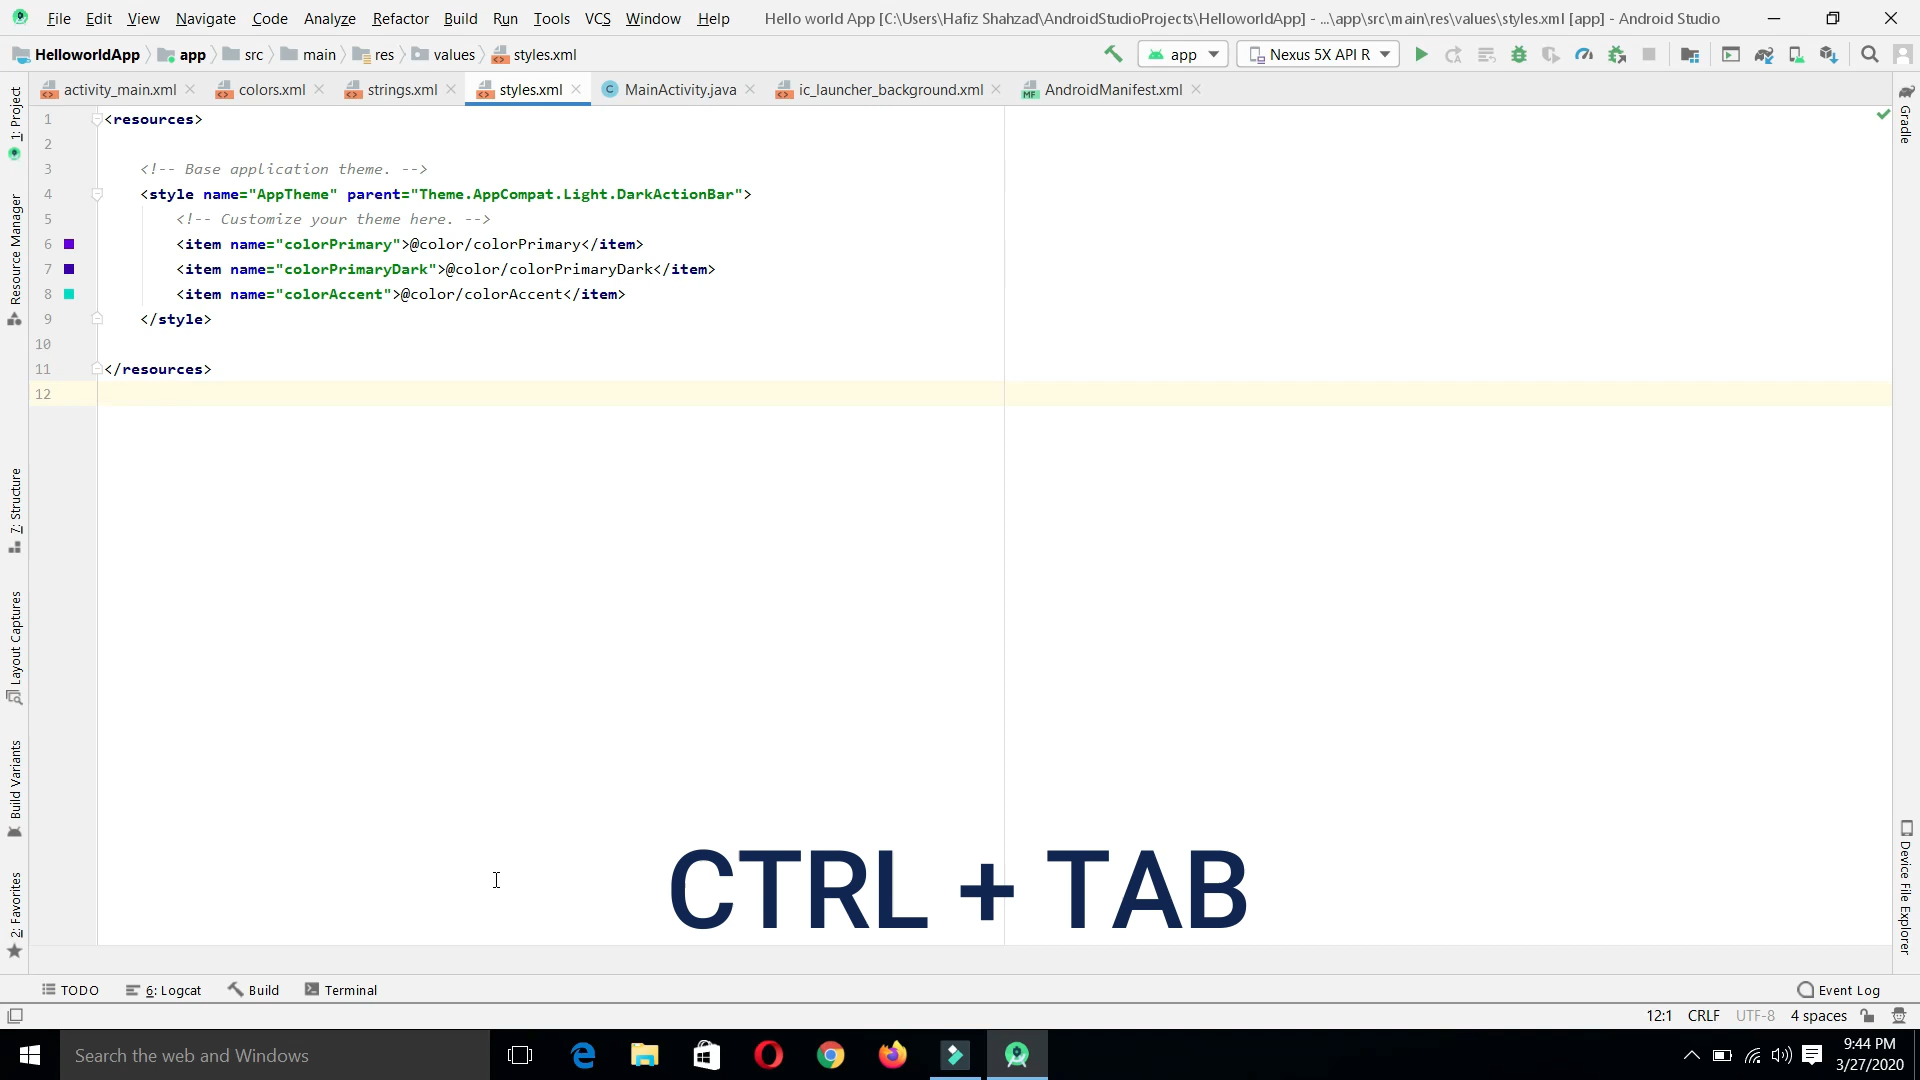 File Edit View Navigate Code Analyze Refactor Build Run Tools VCS Window Help Hello world App [C:\Users\Hafiz Shahzad\AndroidStudioProjects\HelloworldApp] - ...\app\src\main\res\values\styles.xml [app] - Android Studio
HelloworldApp app src main res values styles.xml app Nexus 5X API R
activity_main.xml colors.xml strings.xml styles.xml MainActivity.java ic_launcher_background.xml AndroidManifest.xml
1 <resources>
2
3 <!-- Base application theme. -->
4 <style name="AppTheme" parent="Theme.AppCompat.Light.DarkActionBar">
5 <!-- Customize your theme here. -->
6 <item name="colorPrimary">@color/colorPrimary</item>
7 <item name="colorPrimaryDark">@color/colorPrimaryDark</item>
8 <item name="colorAccent">@color/colorAccent</item>
9 </style>
10
11 </resources>
12
1: Project
Resource Manager
7: Structure
Layout Captures
Build Variants
2: Favorites
Gradle
Device File Explorer
CTRL + TAB
TODO 6: Logcat Build Terminal Event Log
12:1 CRLF UTF-8 4 spaces
Search the web and Windows
9:44 PM
3/27/2020